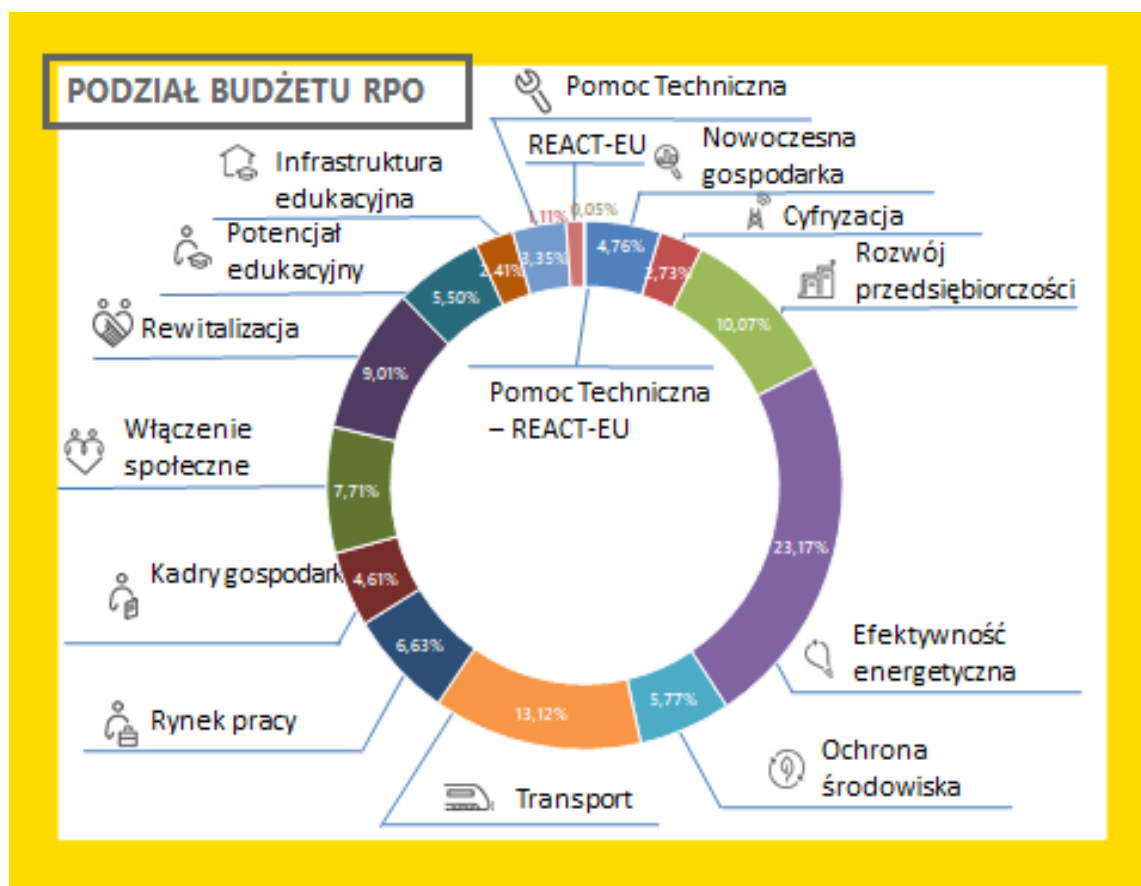 PODZIAŁ BUDŻETU RPO
Pomoc Techniczna
REACT-EU
Nowoczesna
gospodarka
Infrastruktura
edukacyjna
Cyfryzacja
Potencjał
edukacyjny
Rozwój
przedsiębiorczości
Rewitalizacja
Pomoc Techniczna
– REACT-EU
Włączenie
społeczne
Kadry gospodark
Efektywność
energetyczna
Rynek pracy
Ochrona
środowiska
Transport
1,11%
0,05%
4,76%
2,73%
10,07%
23,17%
5,77%
13,12%
6,63%
4,61%
7,71%
9,01%
5,50%
2,41%
3,35%